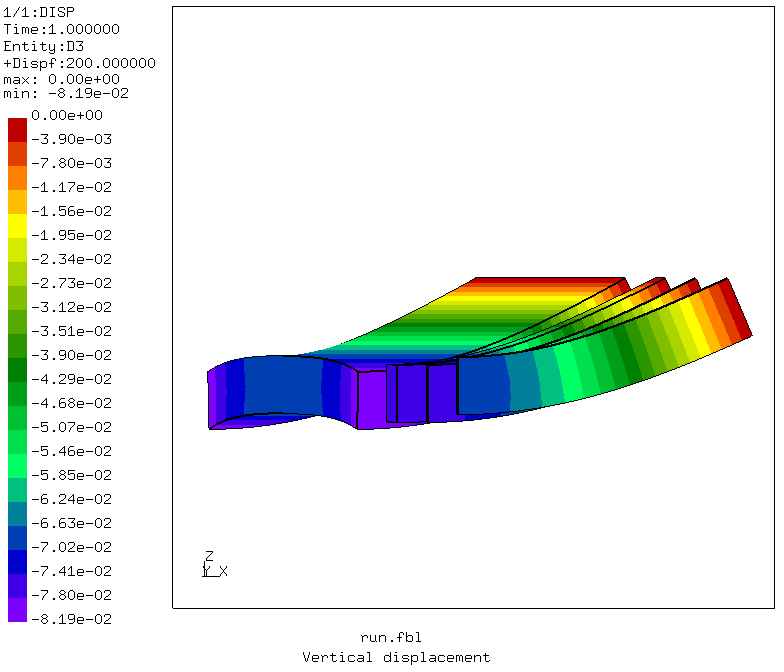 1/1:DISP
Time:1.000000
Entity:D3
+Dispf:200.000000
max: 0.00e+00
min: -8.19e-02
0.00e+00
-3.90e-03
-7.80e-03
-1.17e-02
-1.56e-02
-1.95e-02
-2.34e-02
-2.73e-02
-3.12e-02
-3.51e-02
-3.90e-02
-4.29e-02
-4.68e-02
-5.07e-02
-5.46e-02
-5.85e-02
-6.24e-02
-6.63e-02
-7.02e-02
-7.41e-02
-7.80e-02
-8.19e-02
Z
Y X
run.fbl
Vertical displacement